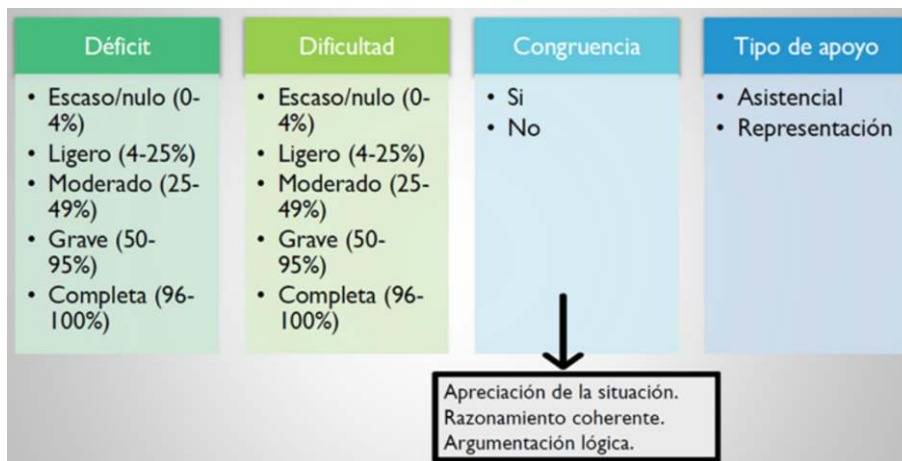 Déficit
• Escaso/nulo (0-
4%)
• Ligero (4-25%)
• Moderado (25-
49%)
• Grave (50-
95%)
• Completa (96-
100%)
Dificultad
• Escaso/nulo (0-
4%)
• Ligero (4-25%)
• Moderado (25-
49%)
• Grave (50-
95%)
• Completa (96-
100%)
Congruencia
• Si
• No
Tipo de apoyo
• Asistencial
• Representación
Apreciación de la situación.
Razonamiento coherente.
Argumentación lógica.